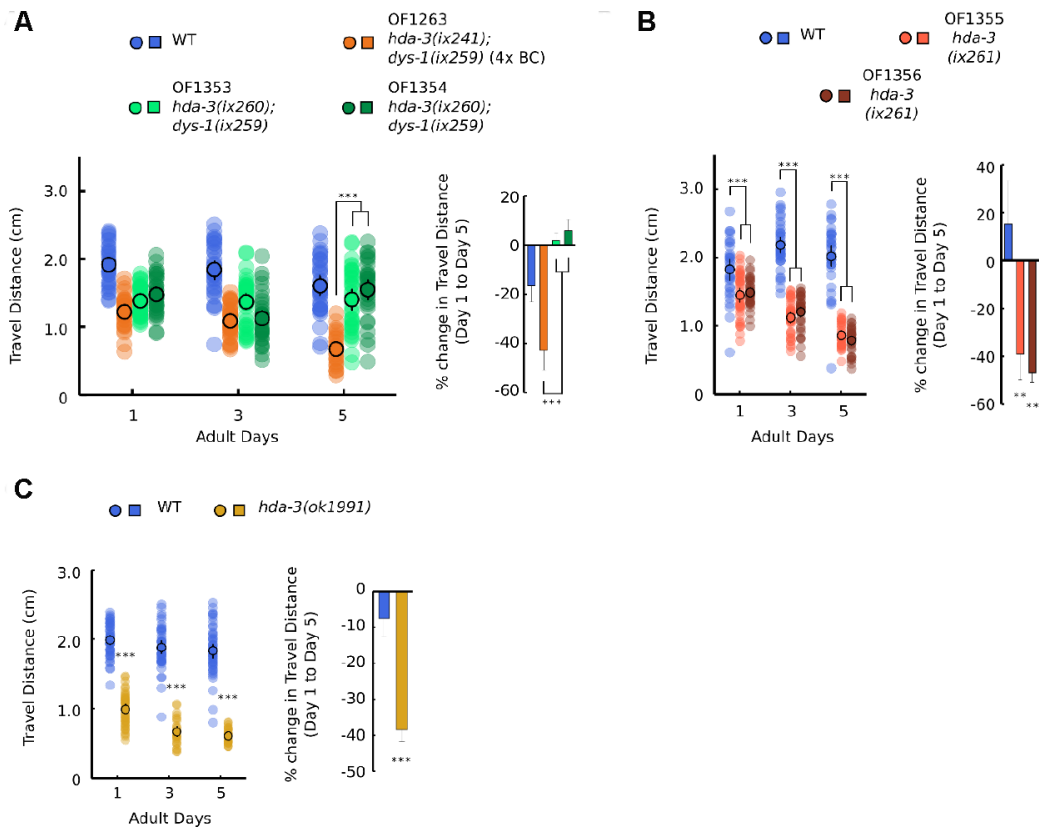 A
WT
OF1263
hda-3(ix241);
dys-1(ix259) (4x BC)
OF1353
hda-3(ix260);
dys-1(ix259)
OF1354
hda-3(ix260);
dys-1(ix259)
Travel Distance (cm)
3.0
2.0
1.0
0
1
3
5
Adult Days
***
% change in Travel Distance
(Day 1 to Day 5)
20
0
-20
-40
-60
+++
B
WT
OF1355
hda-3
(ix261)
OF1356
hda-3
(ix261)
Travel Distance (cm)
3.0
2.0
1.0
0
***
***
***
1
3
5
Adult Days
% change in Travel Distance
(Day 1 to Day 5)
40
20
0
-20
-40
-60
**
**
C
WT
hda-3(ok1991)
Travel Distance (cm)
3.0
2.0
1.0
0
***
***
***
1
3
5
Adult Days
% change in Travel Distance
(Day 1 to Day 5)
0
-10
-20
-30
-40
-50
***